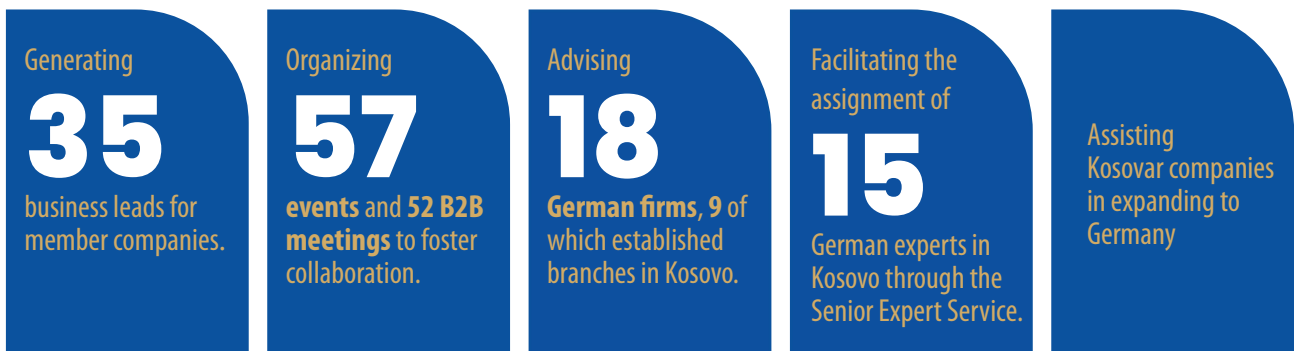 Generating
35
business leads for
member companies.
Organizing
57
events and 52 B2B
meetings to foster
collaboration.
Advising
18
German firms, 9 of
which established
branches in Kosovo.
Facilitating the
assignment of
15
German experts in
Kosovo through the
Senior Expert Service.
Assisting
Kosovar companies
in expanding to
Germany